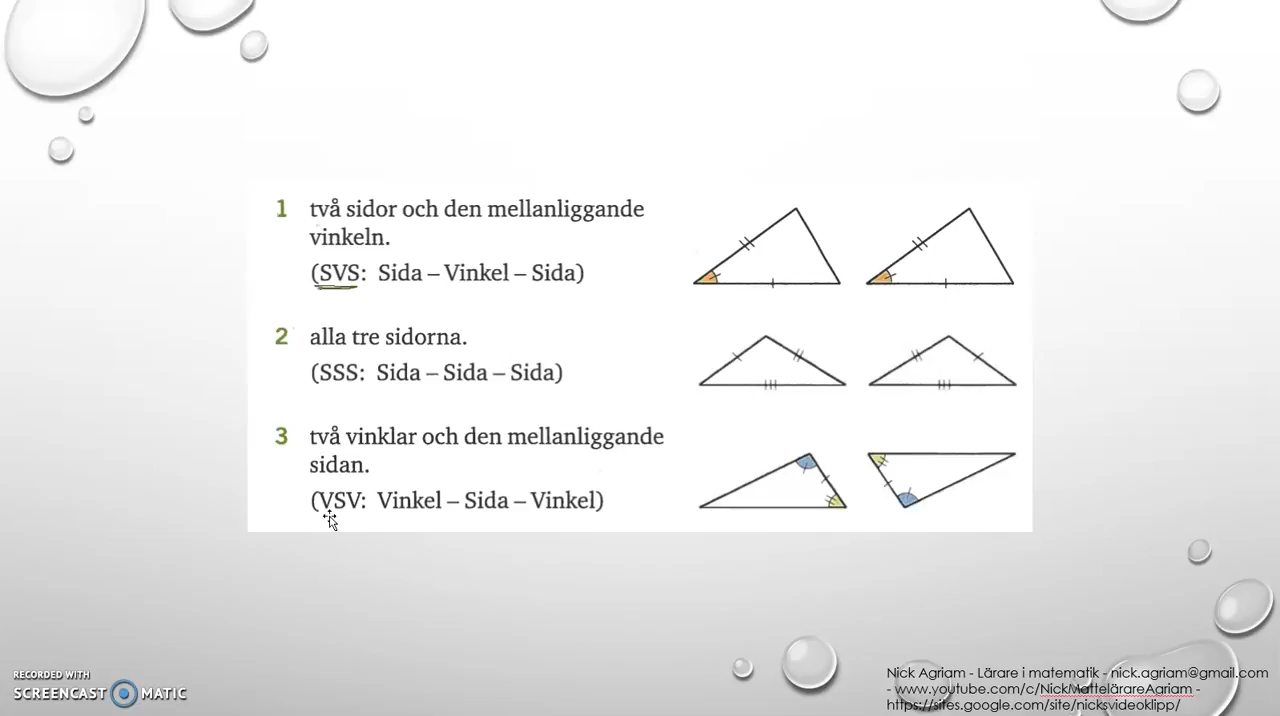 1 två sidor och den mellanliggande
vinkeln.
(SVS: Sida – Vinkel – Sida)
2 alla tre sidorna.
(SSS: Sida – Sida – Sida)
3 två vinklar och den mellanliggande
sidan.
(VSV: Vinkel – Sida – Vinkel)
RECORDED WITH
SCREENCAST MATIC
Nick Agriam - Lärare i matematik - nick.agriam@gmail.com
- www.youtube.com/c/NickMattelärareAgriam -
https://sites.google.com/site/nicksvideoklipp/